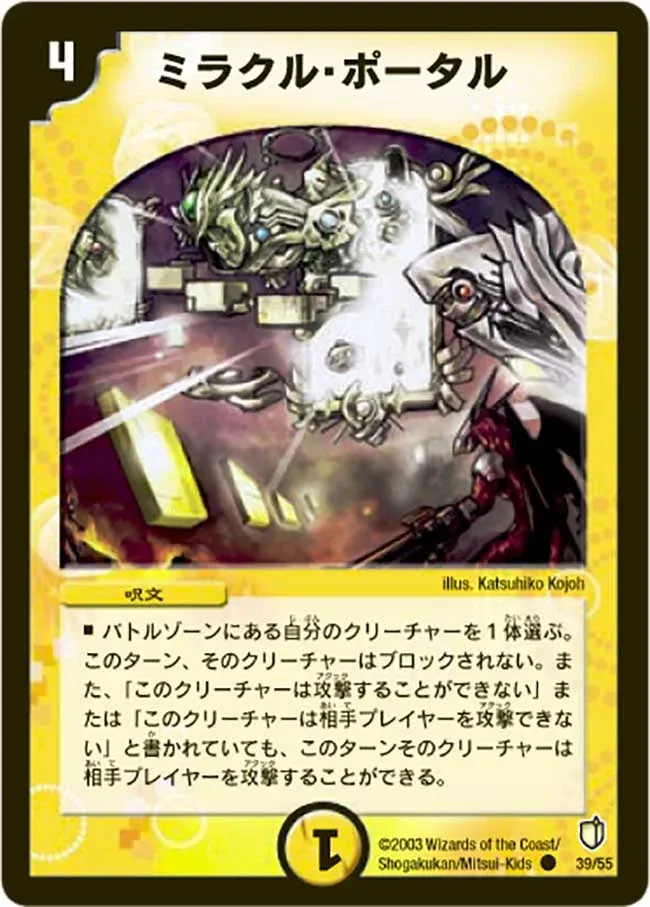 4
ミラクル・ポータル
illus. Katsuhiko Kojoh
呪文
■ バトルゾーンにある自分のクリーチャーを1体選ぶ。
このターン、そのクリーチャーはブロックされない。ま
た、「このクリーチャーは攻撃することができない」ま
たは「このクリーチャーは相手プレイヤーを攻撃できな
い」と書かれていても、このターンそのクリーチャーは
相手プレイヤーを攻撃することができる。
1
©2003 Wizards of the Coast/
Shogakukan/Mitsui-Kids
39/55